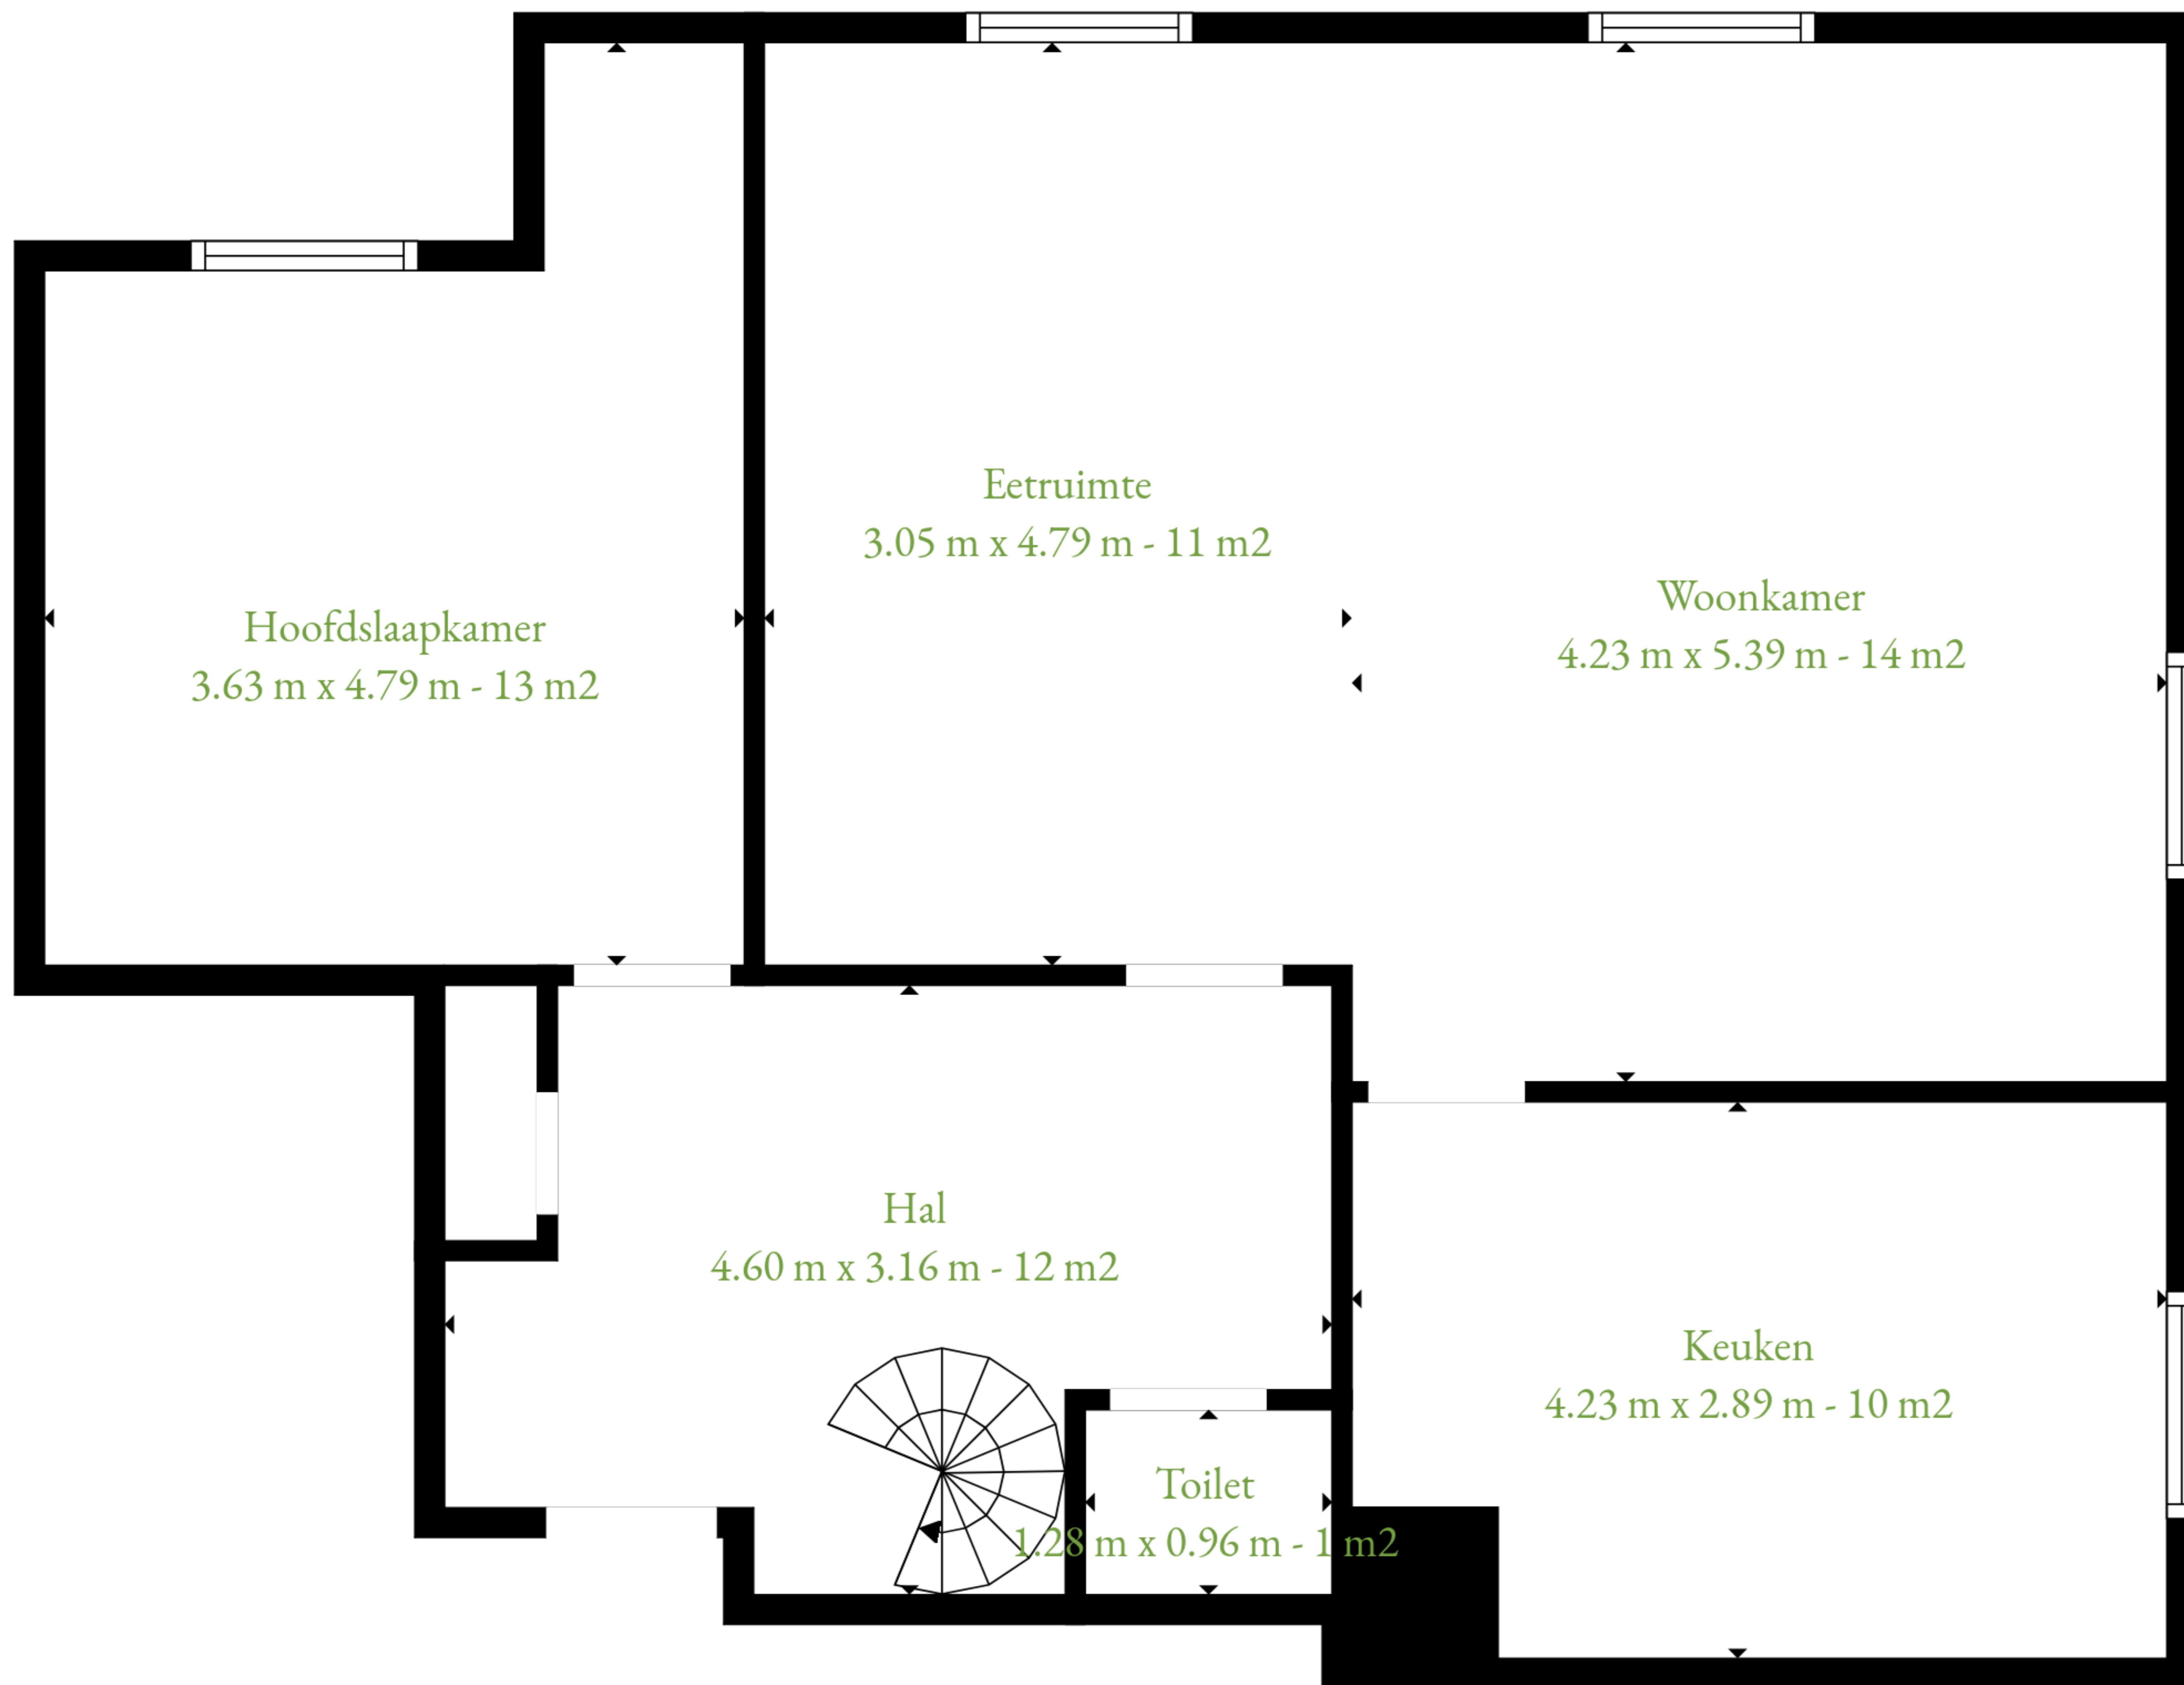 Eetruimte
3.05 m x 4.79 m - 11 m2
Woonkamer
4.23 m x 5.39 m - 14 m2
Hoofdslaapkamer
3.63 m x 4.79 m - 13 m2
Hal
4.60 m x 3.16 m - 12 m2
Keuken
4.23 m x 2.89 m - 10 m2
Toilet
1.28 m x 0.96 m - 1 m2